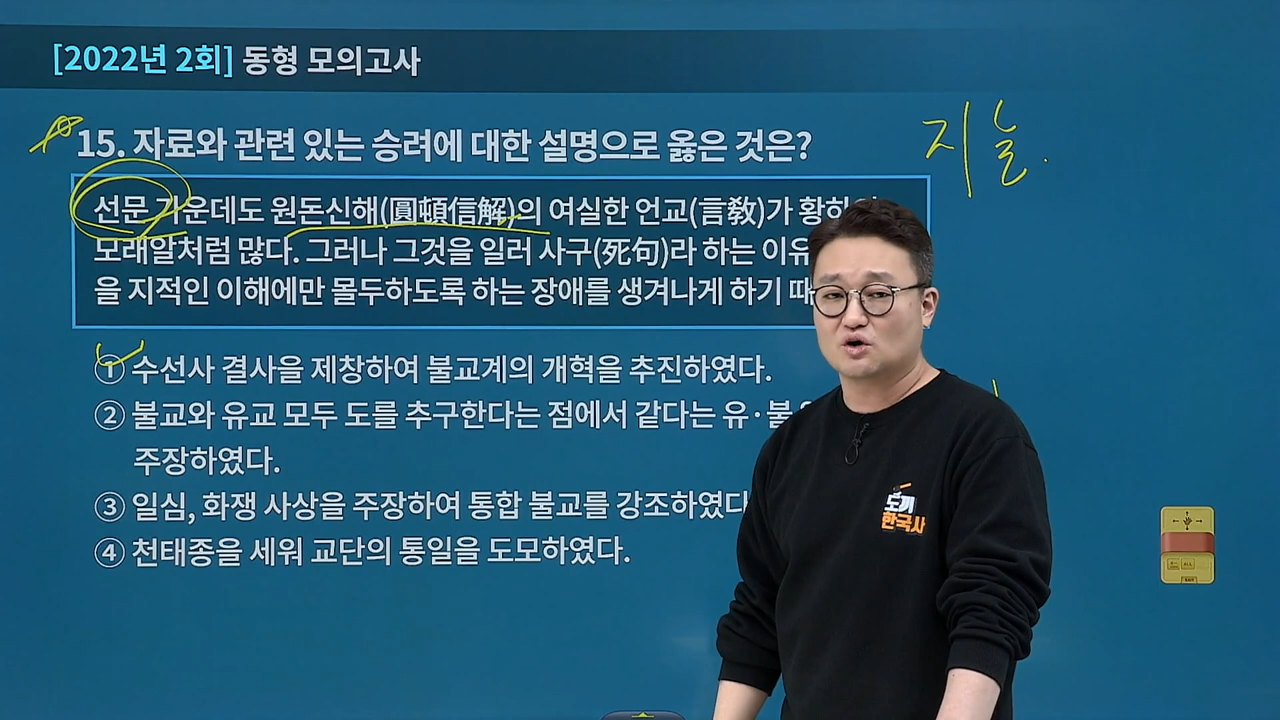 [2022년 2회] 동형 모의고사
지눌.
15. 자료와 관련 있는 승려에 대한 설명으로 옳은 것은?
선문 가운데도 원돈신해(圓頓信解)의 여실한 언교(言敎)가 황하의
모래알처럼 많다. 그러나 그것을 일러 사구(死句)라 하는 이유
을 지적인 이해에만 몰두하도록 하는 장애를 생겨나게 하기 때
① 수선사 결사을 제창하여 불교계의 개혁을 추진하였다.
② 불교와 유교 모두 도를 추구한다는 점에서 같다는 유·불
주장하였다.
③ 일심, 화쟁 사상을 주장하여 통합 불교를 강조하였다
④ 천태종을 세워 교단의 통일을 도모하였다.
도끼
한국사
ALL